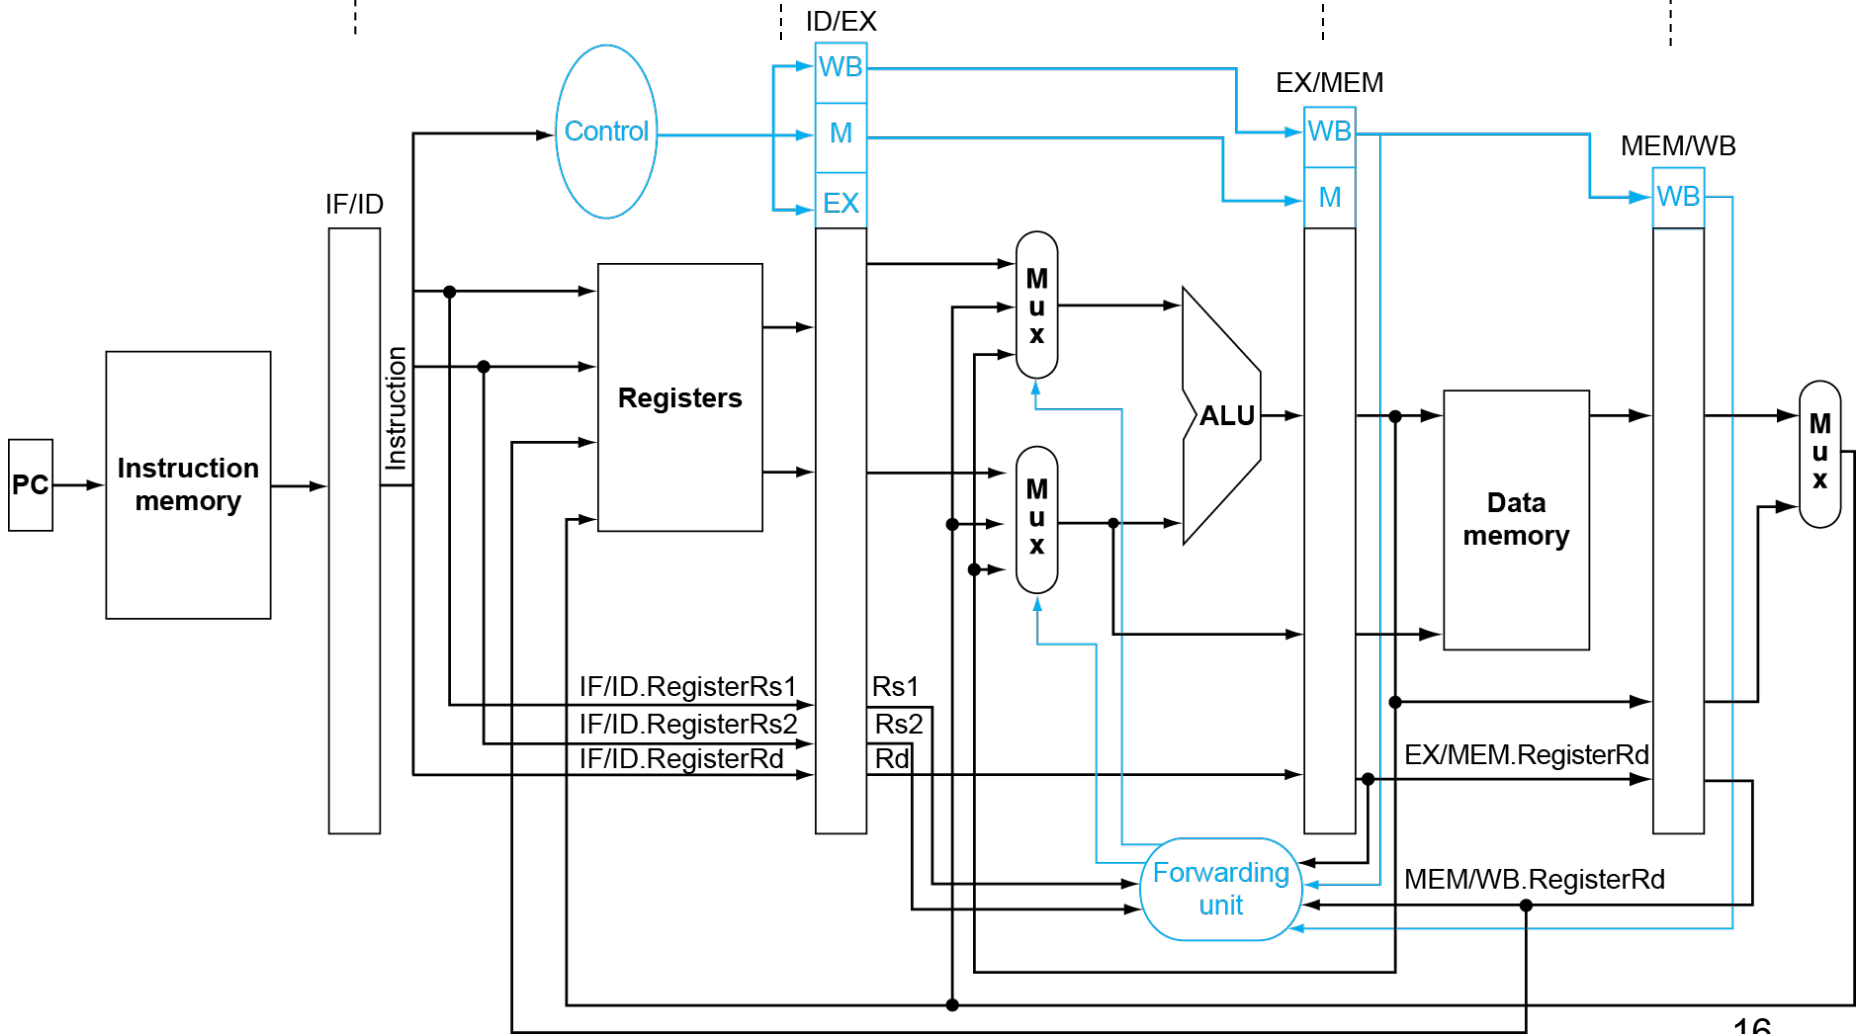 ID/EX
WB
EX/MEM
Control
M
WB
MEM/WB
IF/ID
EX
M
WB
M
u
x
Instruction
Registers
ALU
M
u
x
PC
Instruction
memory
M
u
x
Data
memory
IF/ID.RegisterRs1
Rs1
IF/ID.RegisterRs2
Rs2
IF/ID.RegisterRd
Rd
EX/MEM.RegisterRd
Forwarding
unit
MEM/WB.RegisterRd
16